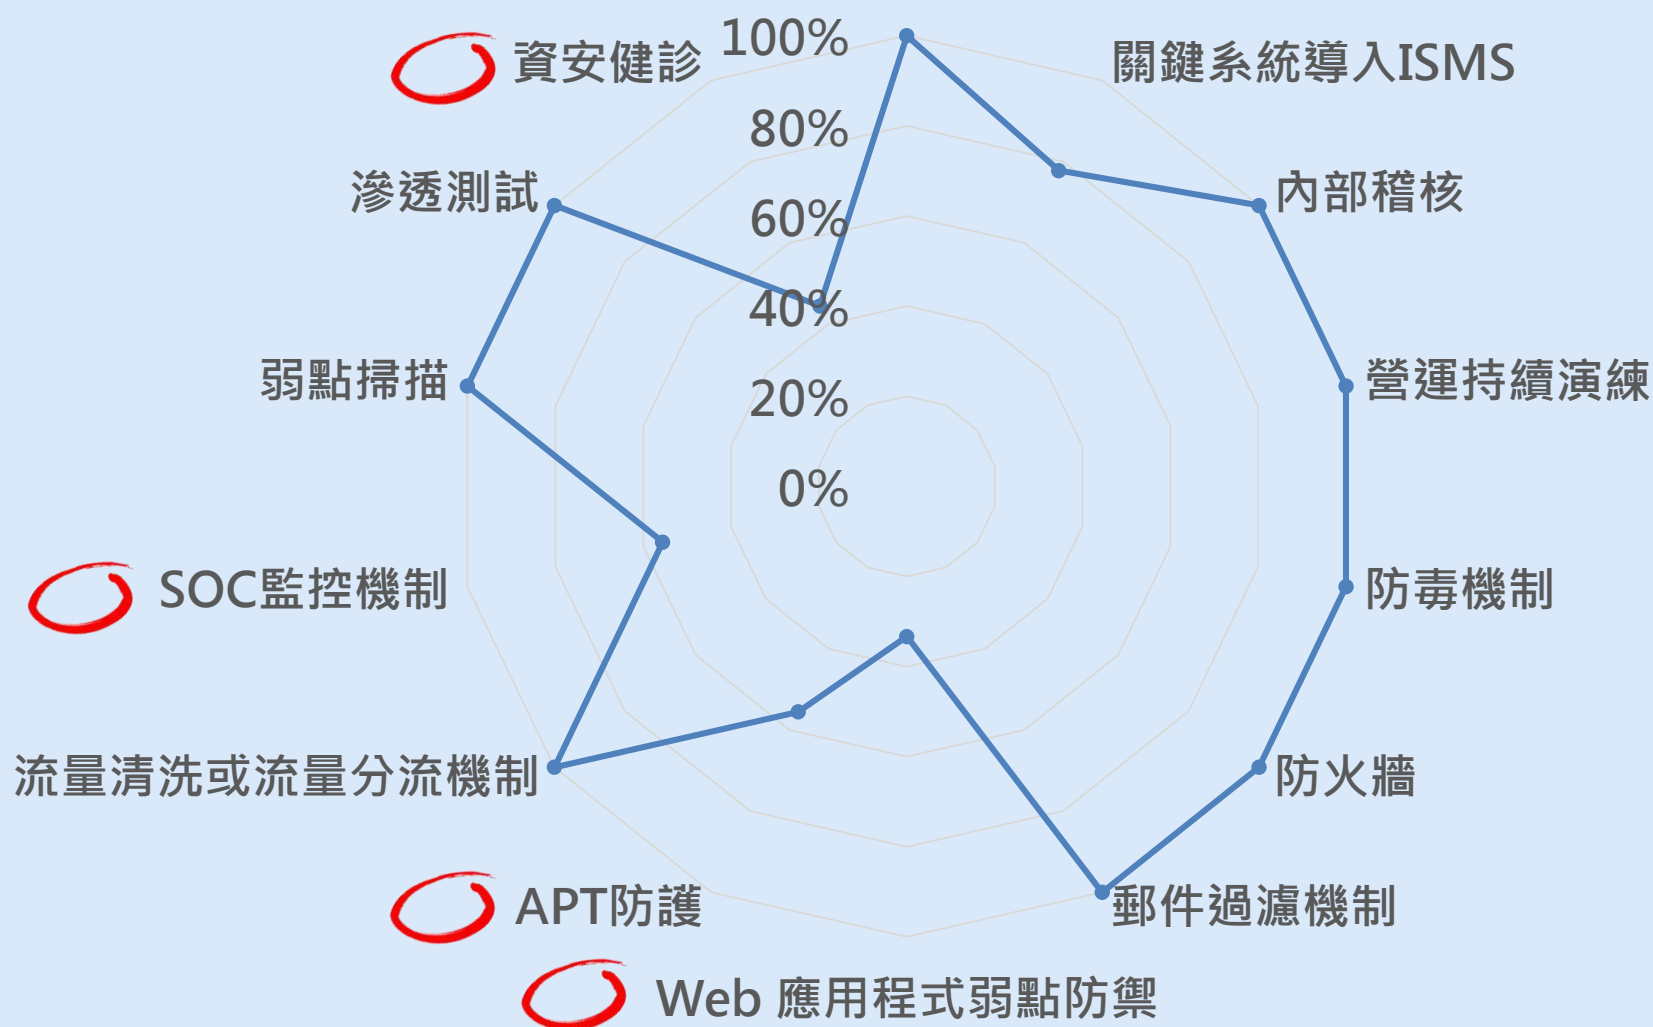 資安健診
100%
關鍵系統導入ISMS
80%
滲透測試
內部稽核
60%
40%
弱點掃描
20%
營運持續演練
0%
SOC監控機制
防毒機制
流量清洗或流量分流機制
防火牆
APT防護
郵件過濾機制
Web 應用程式弱點防禦